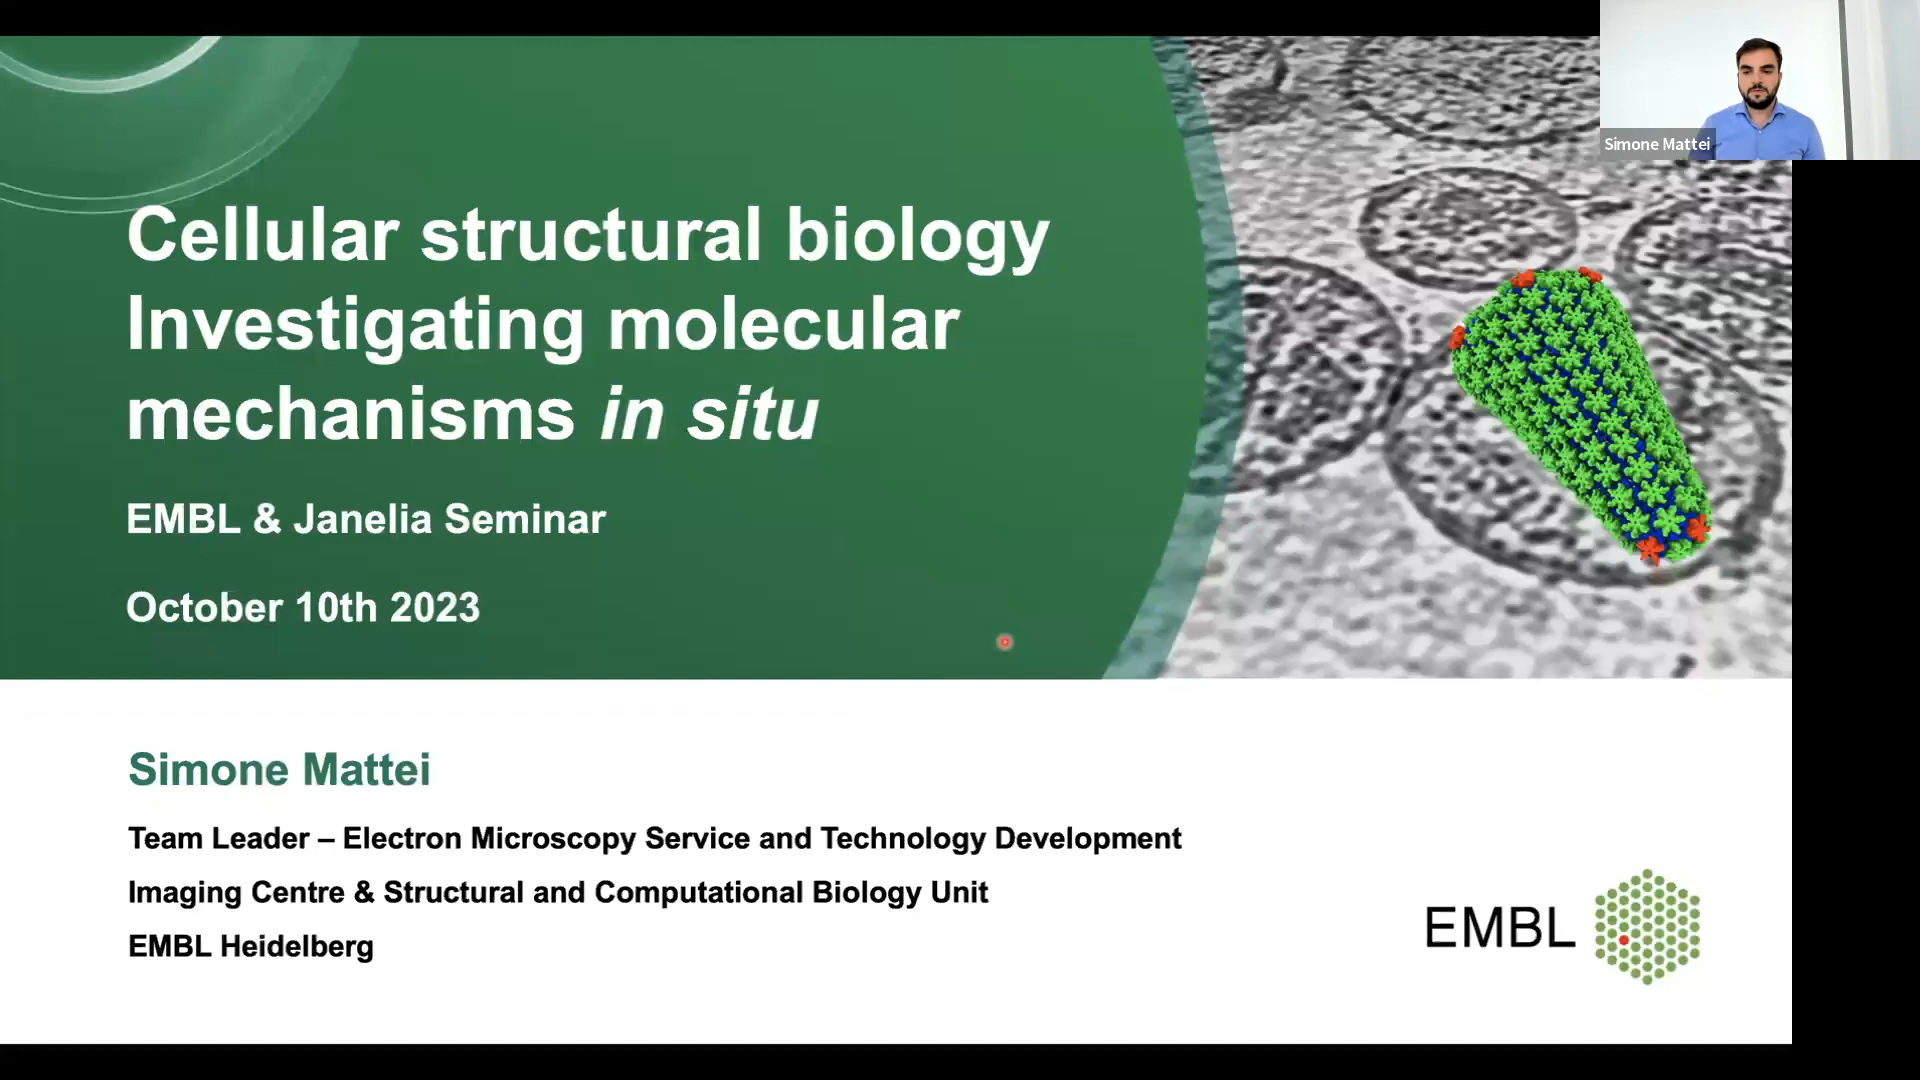 Simone Mattei
Cellular structural biology
Investigating molecular
mechanisms in situ
EMBL & Janelia Seminar
October 10th 2023
Simone Mattei
Team Leader – Electron Microscopy Service and Technology Development
Imaging Centre & Structural and Computational Biology Unit
EMBL Heidelberg
EMBL